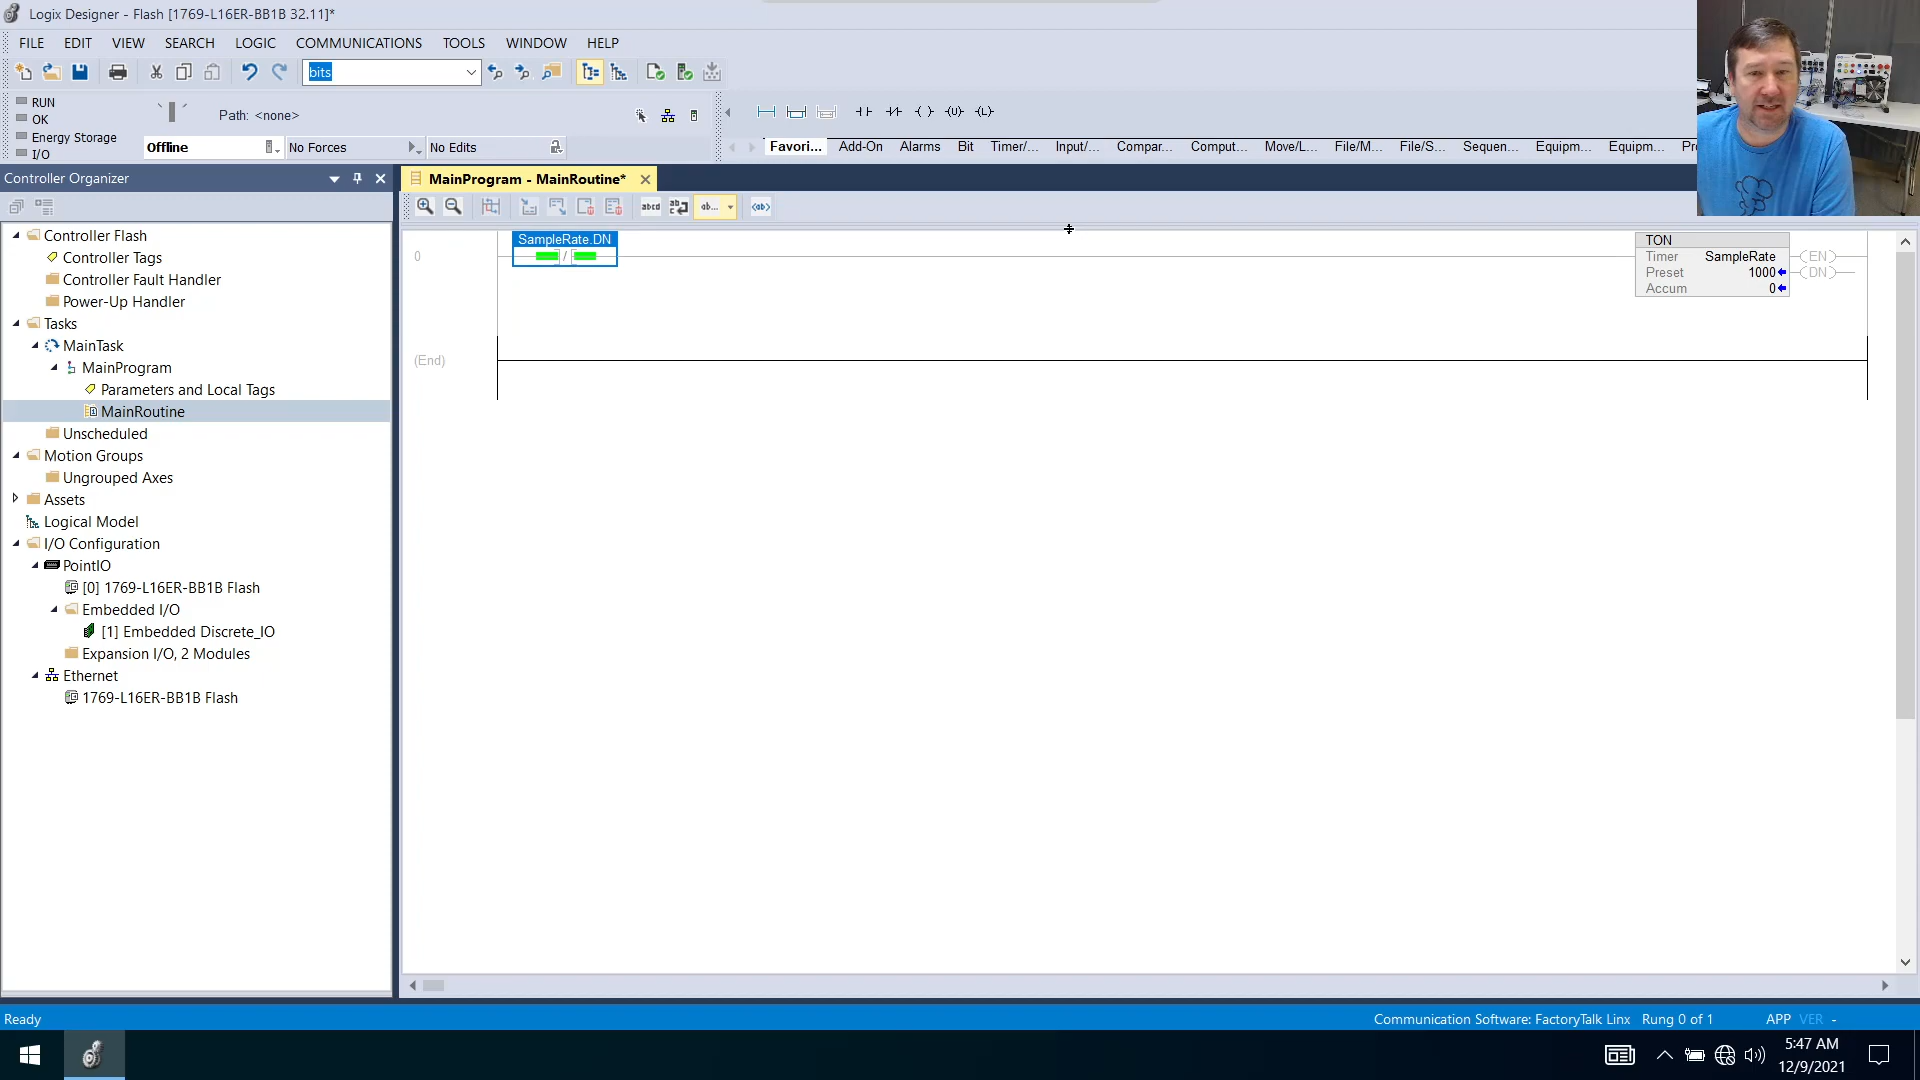 Logix Designer - Flash [1769-L16ER-BB1B 32.11]*
FILE EDIT VIEW SEARCH LOGIC COMMUNICATIONS TOOLS WINDOW HELP
bits
RUN
OK
Energy Storage
I/O
Path: <none>
Offline
No Forces
No Edits
Favori... Add-On Alarms Bit Timer/... Input/... Compar... Comput... Move/L... File/M... File/S... Sequen... Equipm... Equipm... Pr
Controller Organizer
MainProgram - MainRoutine*
Controller Flash
Controller Tags
Controller Fault Handler
Power-Up Handler
Tasks
MainTask
MainProgram
Parameters and Local Tags
MainRoutine
Unscheduled
Motion Groups
Ungrouped Axes
Assets
Logical Model
I/O Configuration
PointIO
[0] 1769-L16ER-BB1B Flash
Embedded I/O
[1] Embedded Discrete_IO
Expansion I/O, 2 Modules
Ethernet
1769-L16ER-BB1B Flash
0
SampleRate.DN
TON
Timer SampleRate
Preset 1000
Accum 0
EN
DN
(End)
Ready
Communication Software: FactoryTalk Linx Rung 0 of 1 APP VER -
5:47 AM
12/9/2021